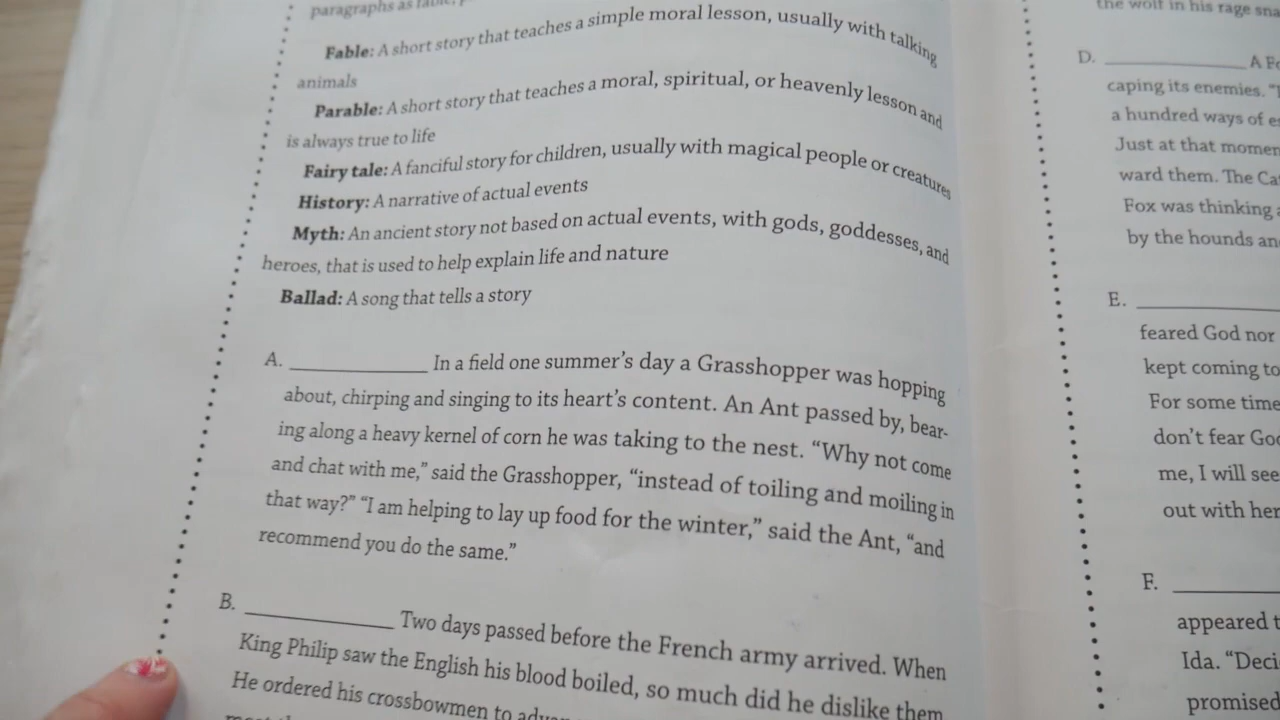 paragraphs as
Fable: A short story that teaches a simple moral lesson, usually with talking
animals
Parable: A short story that teaches a moral, spiritual, or heavenly lesson and
is always true to life
Fairy tale: A fanciful story for children, usually with magical people or creatures
History: A narrative of actual events
Myth: An ancient story not based on actual events, with gods, goddesses, and
heroes, that is used to help explain life and nature
Ballad: A song that tells a story
A. ____________ In a field one summer's day a Grasshopper was hopping
about, chirping and singing to its heart's content. An Ant passed by, bear-
ing along a heavy kernel of corn he was taking to the nest. “Why not come
and chat with me,” said the Grasshopper, “instead of toiling and moiling in
that way?” “I am helping to lay up food for the winter,” said the Ant, “and
recommend you do the same.”
B. ____________ Two days passed before the French army arrived. When
King Philip saw the English his blood boiled, so much did he dislike them
He ordered his crossbowmen to
the wolf in his rage
D. ____________ A
caping its enemies.
a hundred ways of
Just at that
ward them. The
Fox was thinking
by the hounds
E. ____________
feared God nor
kept coming to
For some time
don't fear
me, I will see
out with her
F. ____________
appeared
Ida.
promised